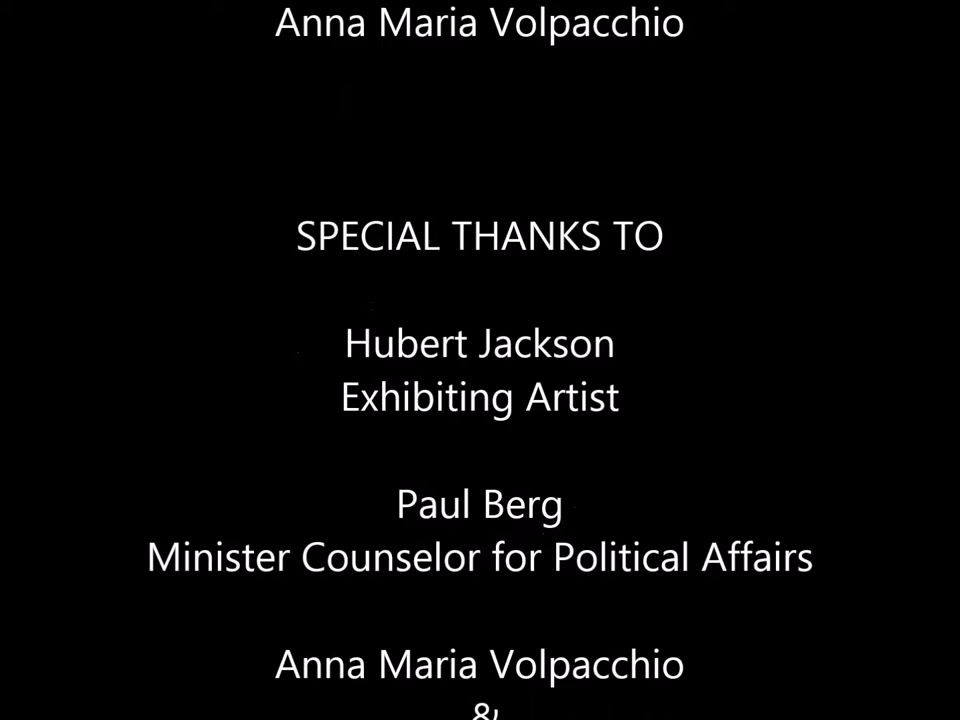 Anna Maria Volpacchio
SPECIAL THANKS TO
Hubert Jackson
Exhibiting Artist
Paul Berg
Minister Counselor for Political Affairs
Anna Maria Volpacchio
&